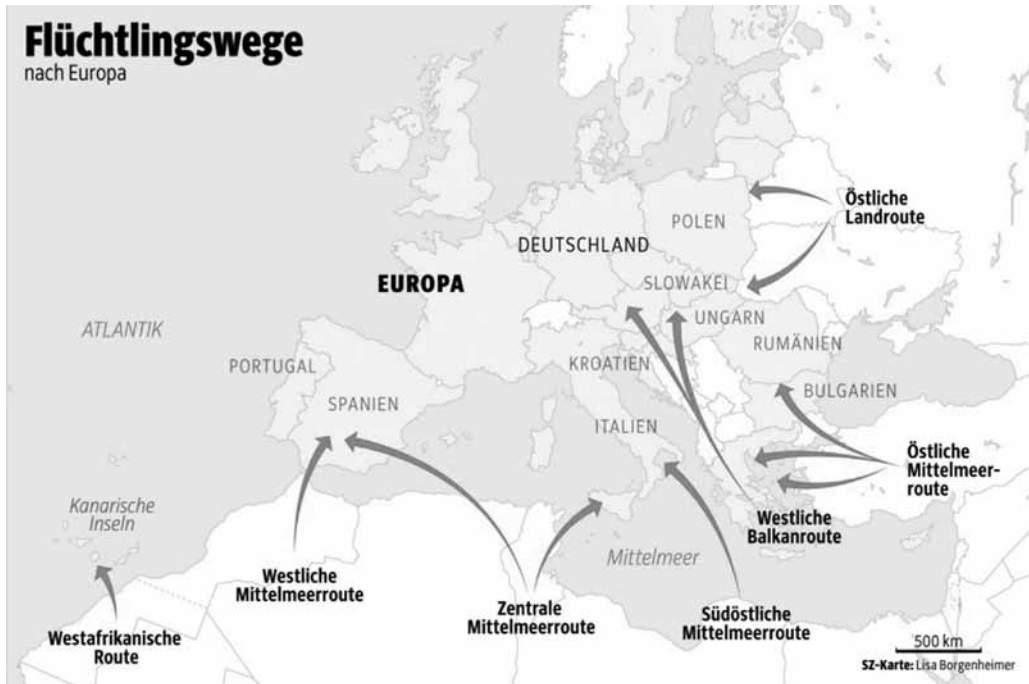 Flüchtlingswege
nach Europa
Östliche
Landroute
POLEN
DEUTSCHLAND
SLOWAKEI
EUROPA
UNGARN
ATLANTIK
RUMÄNIEN
PORTUGAL
KROATIEN
BULGARIEN
SPANIEN
ITALIEN
Östliche
Mittelmeer-
route
Kanarische
Inseln
Westliche
Balkanroute
Mittelmeer
Westliche
Mittelmeerroute
Zentrale
Mittelmeerroute
Südöstliche
Mittelmeerroute
Westafrikanische
Route
500 km
SZ-Karte: Lisa Borgenheimer